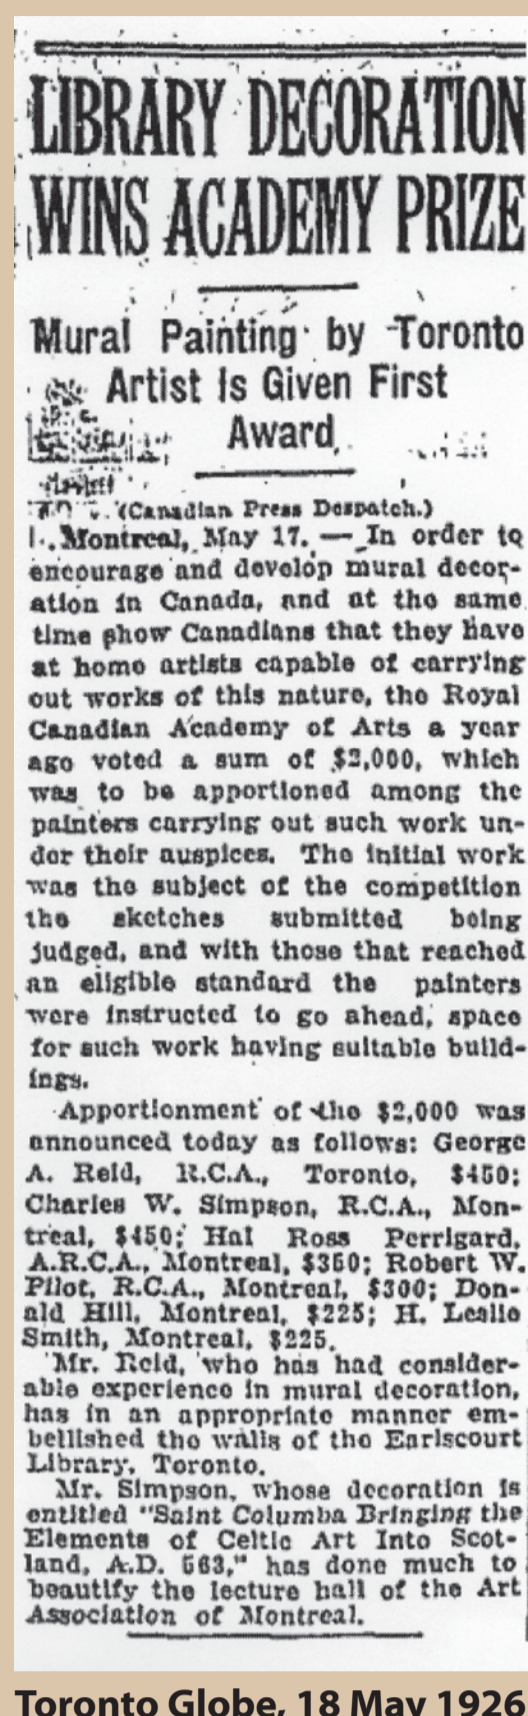 LIBRARY DECORATION
WINS ACADEMY PRIZE
Mural Painting by Toronto
Artist Is Given First
Award
(Canadian Press Despatch.)
Montreal, May 17. — In order to
encourage and develop mural decor-
ation in Canada, and at the same
time show Canadians that they have
at home artists capable of carrying
out works of this nature, the Royal
Canadian Academy of Arts a year
ago voted a sum of $2,000, which
was to be apportioned among the
painters carrying out such work un-
der their auspices. The initial work
was the subject of the competition
the sketches submitted being
judged, and with those that reached
an eligible standard the painters
were instructed to go ahead, space
for such work having suitable build-
ings.
Apportionment of the $2,000 was
announced today as follows: George
A. Reid, R.C.A., Toronto, $450;
Charles W. Simpson, R.C.A., Mon-
treal, $450; Hal Ross Perrigard,
A.R.C.A., Montreal, $350; Robert W.
Pilot, R.C.A., Montreal, $300; Don-
ald Hill, Montreal, $225; H. Leslie
Smith, Montreal, $225.
Mr. Reid, who has had consider-
able experience in mural decoration,
has in an appropriate manner em-
bellished the walls of the Earlscourt
Library, Toronto.
Mr. Simpson, whose decoration is
entitled "Saint Columba Bringing the
Elements of Celtic Art Into Scot-
land, A.D. 563," has done much to
beautify the lecture hall of the Art
Association of Montreal.
Toronto Globe, 18 May 1926